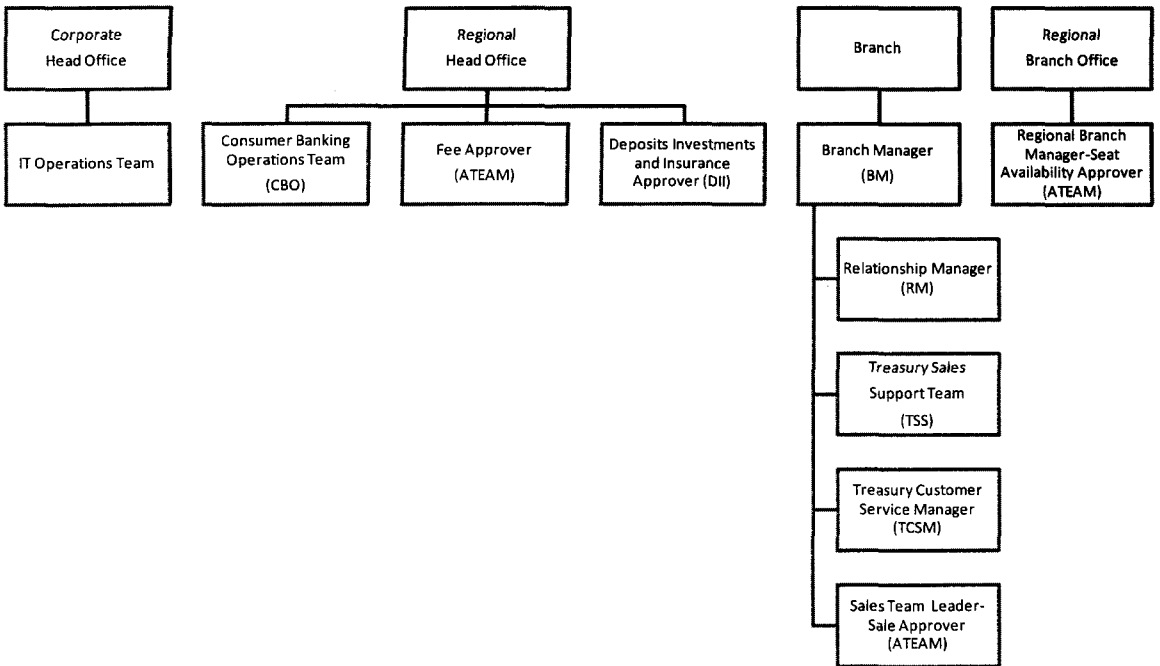 Corporate
Head Office
Regional
Head Office
Branch
Regional
Branch Office
IT Operations Team
Consumer Banking
Operations Team
(CBO)
Fee Approver
(ATEAM)
Deposits Investments
and Insurance
Approver (DII)
Branch Manager
(BM)
Regional Branch
Manager-Seat
Availability Approver
(ATEAM)
Relationship Manager
(RM)
Treasury Sales
Support Team
(TSS)
Treasury Customer
Service Manager
(TCSM)
Sales Team Leader-
Sale Approver
(ATEAM)